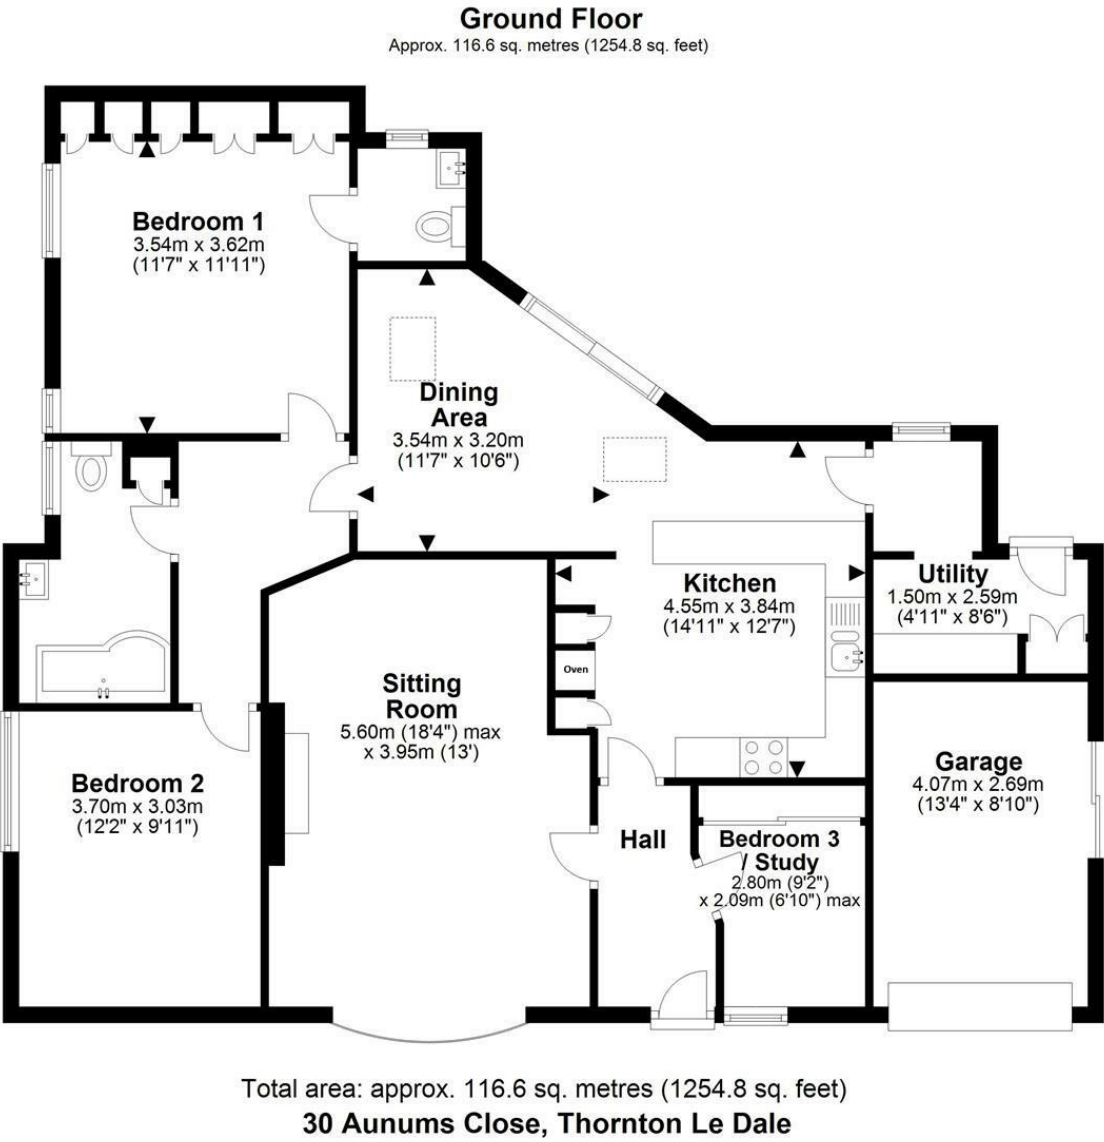 Ground Floor
Approx. 116.6 sq. metres (1254.8 sq. feet)
Bedroom 1
3.54m x 3.62m
(11'7" x 11'11")
Dining
Area
3.54m x 3.20m
(11'7" x 10'6")
Kitchen
4.55m x 3.84m
(14'11" x 12'7")
Utility
1.50m x 2.59m
(4'11" x 8'6")
Oven
Sitting
Room
5.60m (18'4") max
x 3.95m (13')
Bedroom 2
3.70m x 3.03m
(12'2" x 9'11")
Garage
4.07m x 2.69m
(13'4" x 8'10")
Hall
Bedroom 3
/ Study
2.80m (9'2")
x 2.09m (6'10") max
Total area: approx. 116.6 sq. metres (1254.8 sq. feet)
30 Aunums Close, Thornton Le Dale